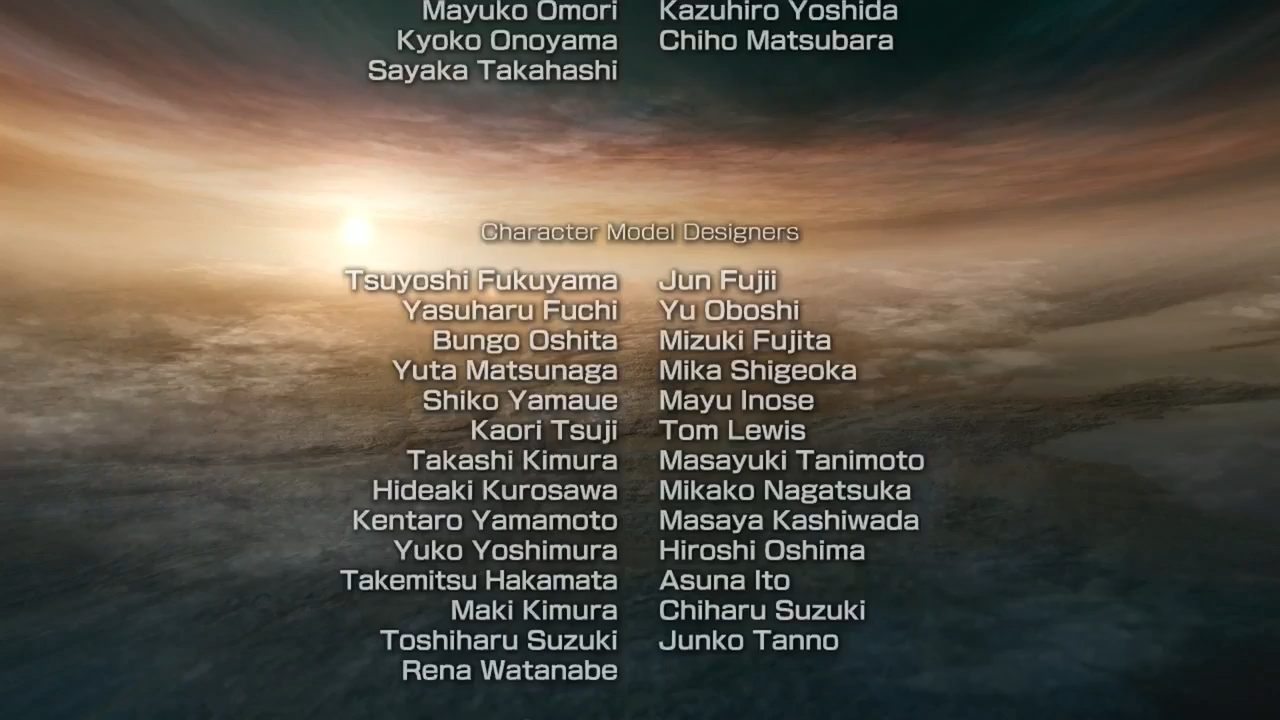 Mayuko Omori Kazuhiro Yoshida
Kyoko Onoyama Chiho Matsubara
Sayaka Takahashi
Character Model Designers
Tsuyoshi Fukuyama Jun Fujii
Yasuharu Fuchi Yu Oboshi
Bungo Oshita Mizuki Fujita
Yuta Matsunaga Mika Shigeoka
Shiko Yamaue Mayu Inose
Kaori Tsuji Tom Lewis
Takashi Kimura Masayuki Tanimoto
Hideaki Kurosawa Mikako Nagatsuka
Kentaro Yamamoto Masaya Kashiwada
Yuko Yoshimura Hiroshi Oshima
Takemitsu Hakamata Asuna Ito
Maki Kimura Chiharu Suzuki
Toshiharu Suzuki Junko Tanno
Rena Watanabe